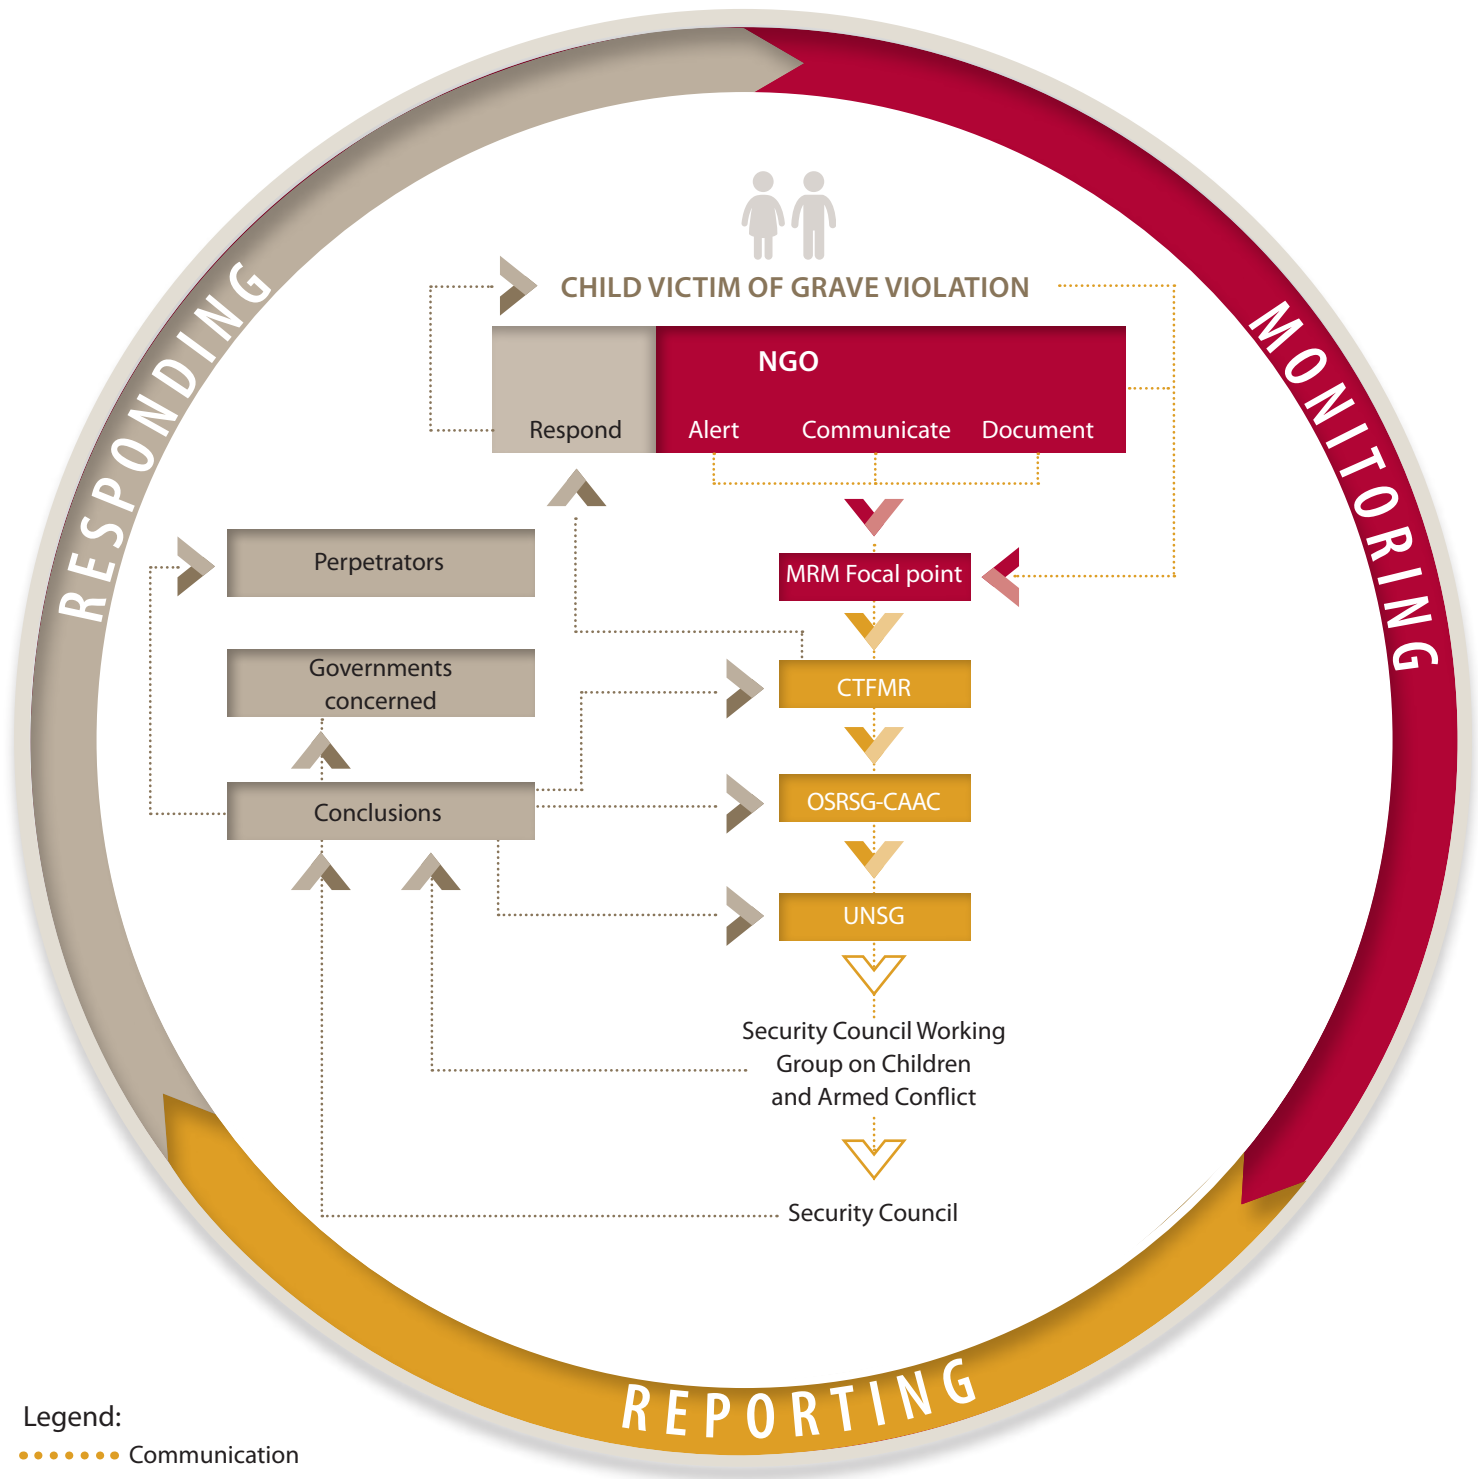 RESPONDING
MONITORING
CHILD VICTIM OF GRAVE VIOLATION
NGO
Respond
Alert
Communicate
Document
Perpetrators
MRM Focal point
Governments
concerned
CTFMR
Conclusions
OSRSG-CAAC
UNSG
Security Council Working
Group on Children
and Armed Conflict
Security Council
REPORTING
Legend:
Communication